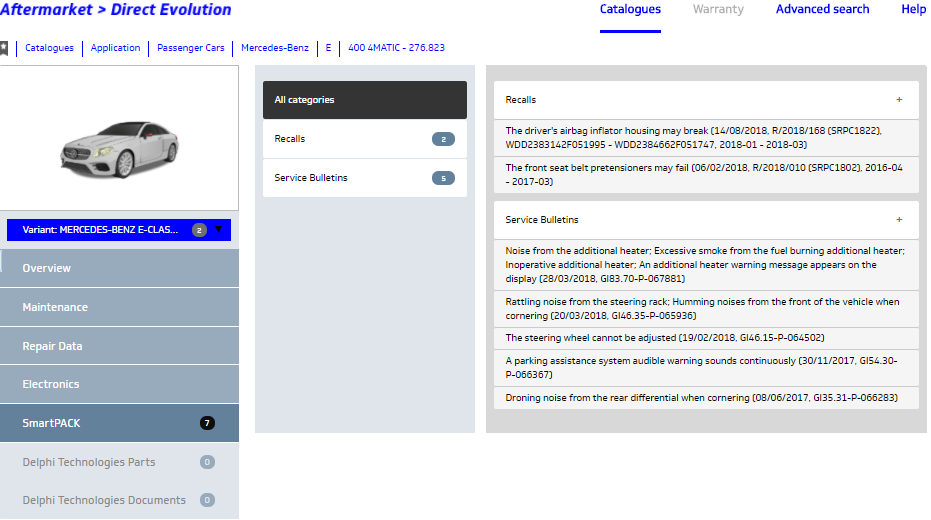 Aftermarket > Direct Evolution
Catalogues
Warranty
Advanced search
Help
Catalogues
Application
Passenger Cars
Mercedes-Benz
E
400 4MATIC - 276.823
Variant: MERCEDES-BENZ E-CLAS... 2
Overview
Maintenance
Repair Data
Electronics
SmartPACK 7
Delphi Technologies Parts 0
Delphi Technologies Documents 0
All categories
Recalls 2
Service Bulletins 5
Recalls +
The driver's airbag inflator housing may break (14/08/2018, R/2018/168 (SRPC1822),
WDD2383142F051995 - WDD2384662F051747, 2018-01 - 2018-03)
The front seat belt pretensioners may fail (06/02/2018, R/2018/010 (SRPC1802), 2016-04
- 2017-03)
Service Bulletins +
Noise from the additional heater; Excessive smoke from the fuel burning additional heater;
Inoperative additional heater; An additional heater warning message appears on the
display (28/03/2018, GI83.70-P-067881)
Rattling noise from the steering rack; Humming noises from the front of the vehicle when
cornering (20/03/2018, GI46.35-P-065936)
The steering wheel cannot be adjusted (19/02/2018, GI46.15-P-064502)
A parking assistance system audible warning sounds continuously (30/11/2017, GI54.30-
P-066367)
Droning noise from the rear differential when cornering (08/06/2017, GI35.31-P-066283)